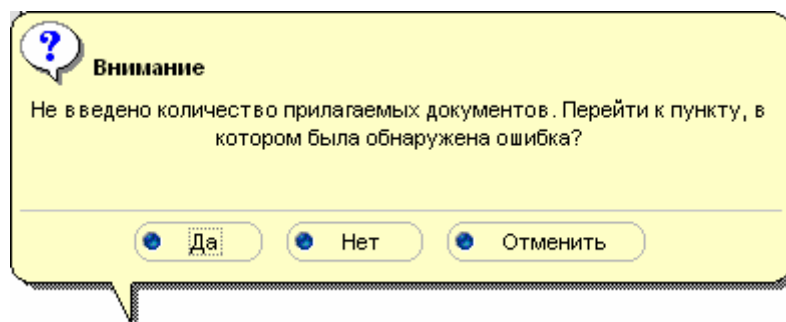 ?
Внимание
Не введено количество прилагаемых документов. Перейти к пункту, в
котором была обнаружена ошибка?
Да Нет Отменить